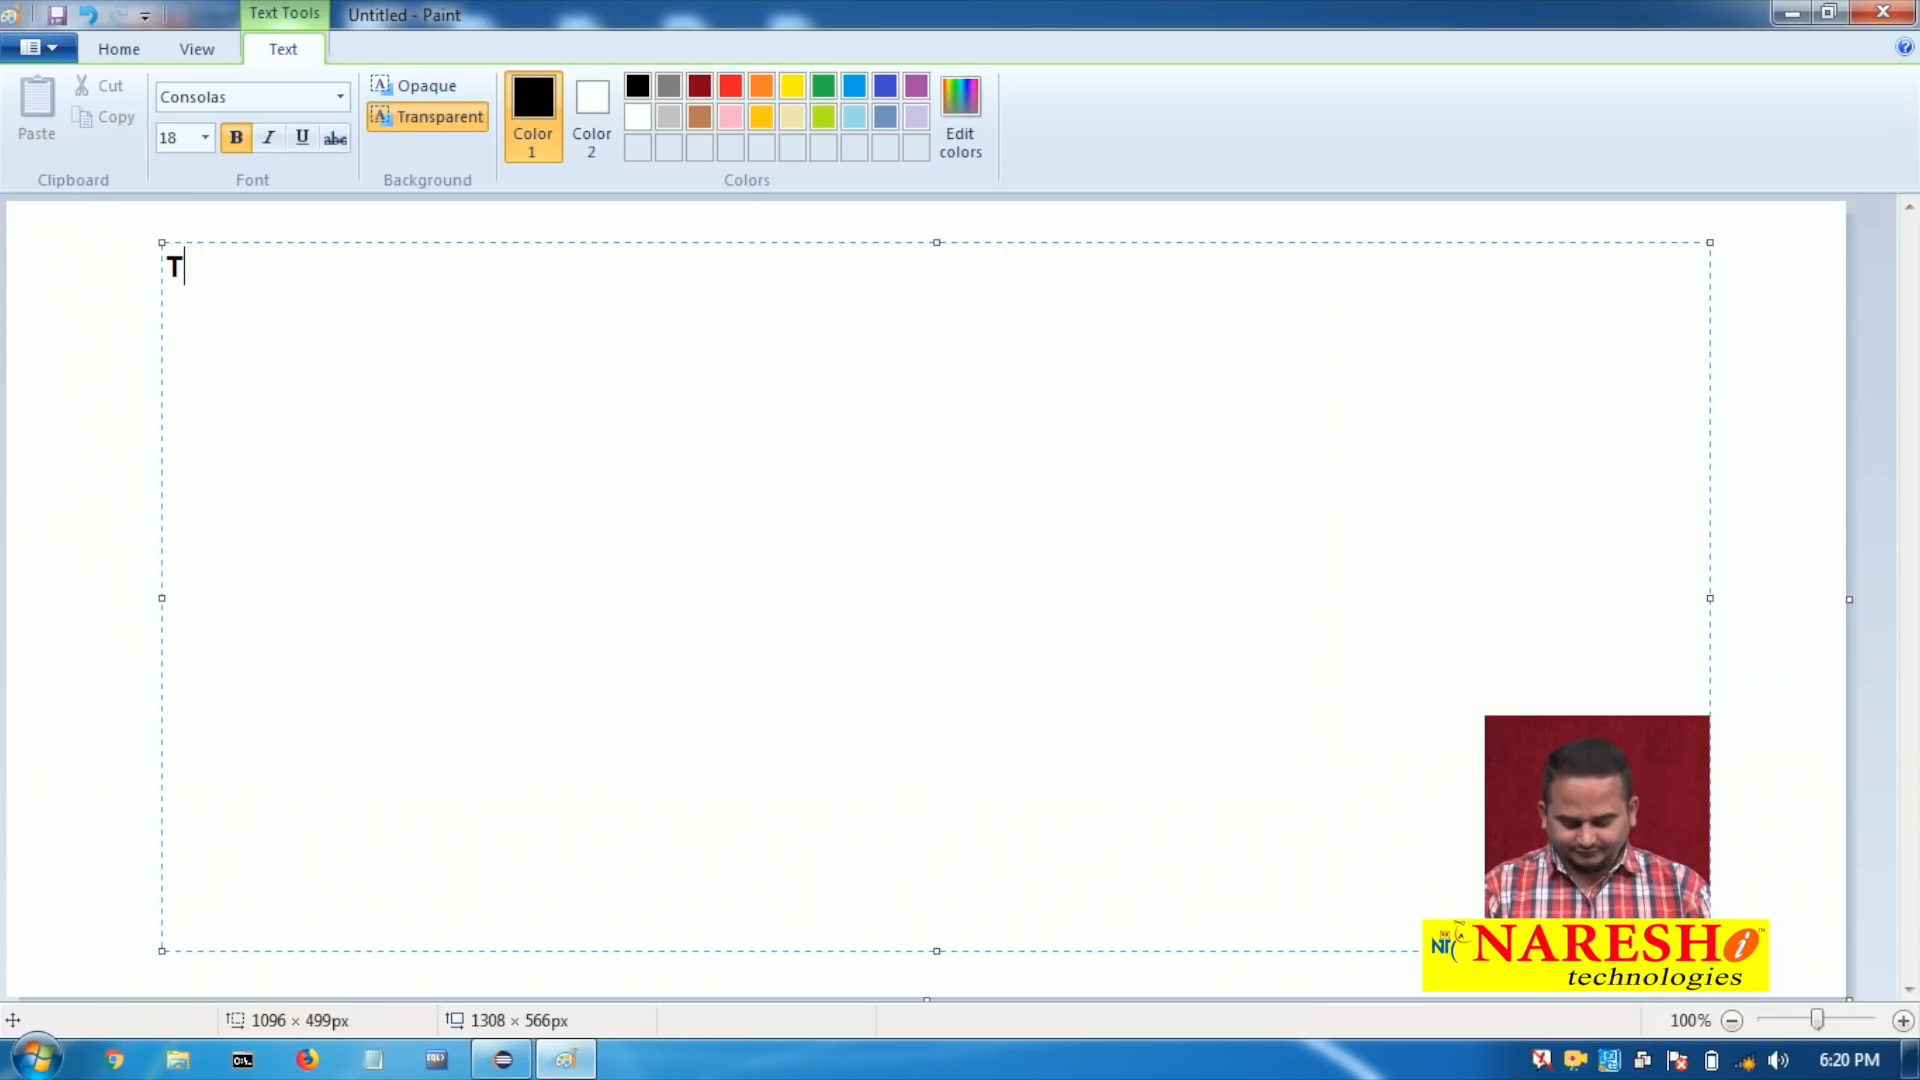 Text Tools
Untitled - Paint
Home
View
Text
Paste
Cut
Copy
Clipboard
Consolas
18
B
I
U
abc
Font
Opaque
Transparent
Background
Color
1
Color
2
Edit
colors
Colors
T
NARESH i
technologies
1096 × 499px
1308 × 566px
100%
6:20 PM